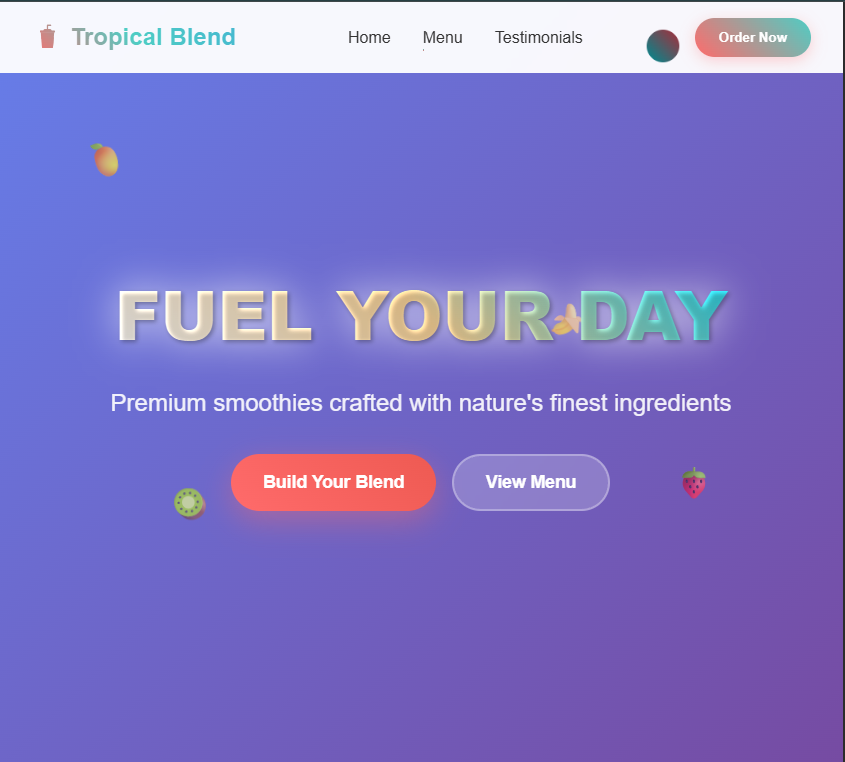 Tropical Blend Home Menu Testimonials Order Now
FUEL YOUR DAY
Premium smoothies crafted with nature's finest ingredients
Build Your Blend View Menu